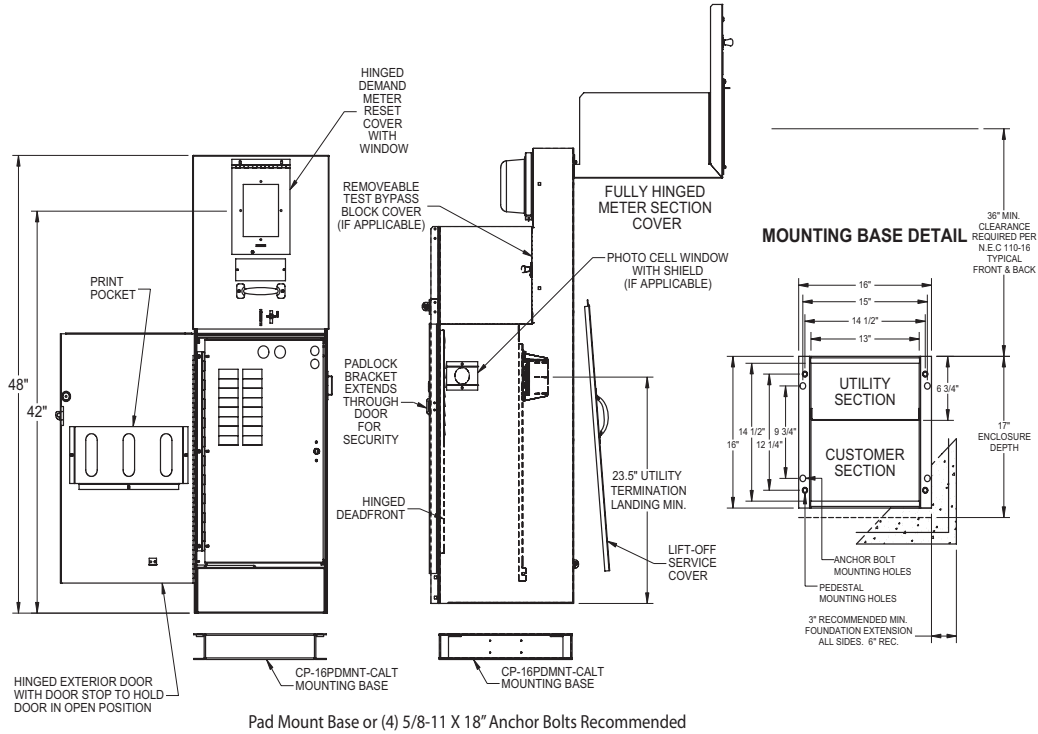 HINGED
DEMAND
METER
RESET
COVER
WITH
WINDOW
REMOVEABLE
TEST BYPASS
BLOCK COVER
(IF APPLICABLE)
FULLY HINGED
METER SECTION
COVER
PHOTO CELL WINDOW
WITH SHIELD
(IF APPLICABLE)
PRINT
POCKET
48"
42"
PADLOCK
BRACKET
EXTENDS
THROUGH
DOOR
FOR
SECURITY
HINGED
DEADFRONT
23.5" UTILITY
TERMINATION
LANDING MIN.
LIFT-OFF
SERVICE
COVER
HINGED EXTERIOR DOOR
WITH DOOR STOP TO HOLD
DOOR IN OPEN POSITION
CP-16PDMNT-CALT
MOUNTING BASE
CP-16PDMNT-CALT
MOUNTING BASE
MOUNTING BASE DETAIL
36" MIN.
CLEARANCE
REQUIRED PER
N.E.C 110-16
TYPICAL
FRONT & BACK
16"
15"
14 1/2"
13"
UTILITY
SECTION
CUSTOMER
SECTION
6 3/4"
17"
ENCLOSURE
DEPTH
16"
14 1/2"
12 1/4"
9 3/4"
ANCHOR BOLT
MOUNTING HOLES
PEDESTAL
MOUNTING HOLES
3" RECOMMENDED MIN.
FOUNDATION EXTENSION
ALL SIDES. 6" REC.
Pad Mount Base or (4) 5/8-11 X 18" Anchor Bolts Recommended